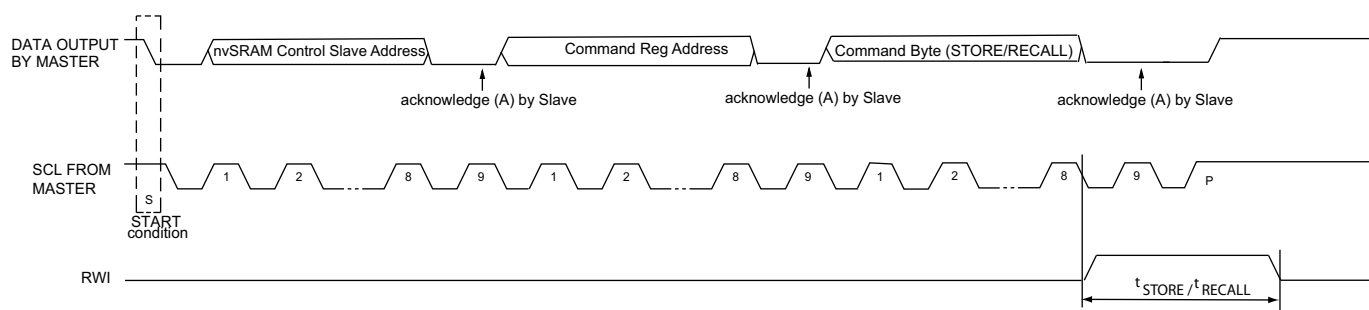 DATA OUTPUT
BY MASTER
nvSRAM Control Slave Address
Command Reg Address
Command Byte (STORE/RECALL)
acknowledge (A) by Slave
acknowledge (A) by Slave
acknowledge (A) by Slave
SCL FROM
MASTER
1
2
8
9
1
2
8
9
1
2
8
9
P
S
START
condition
RWI
t STORE / t RECALL